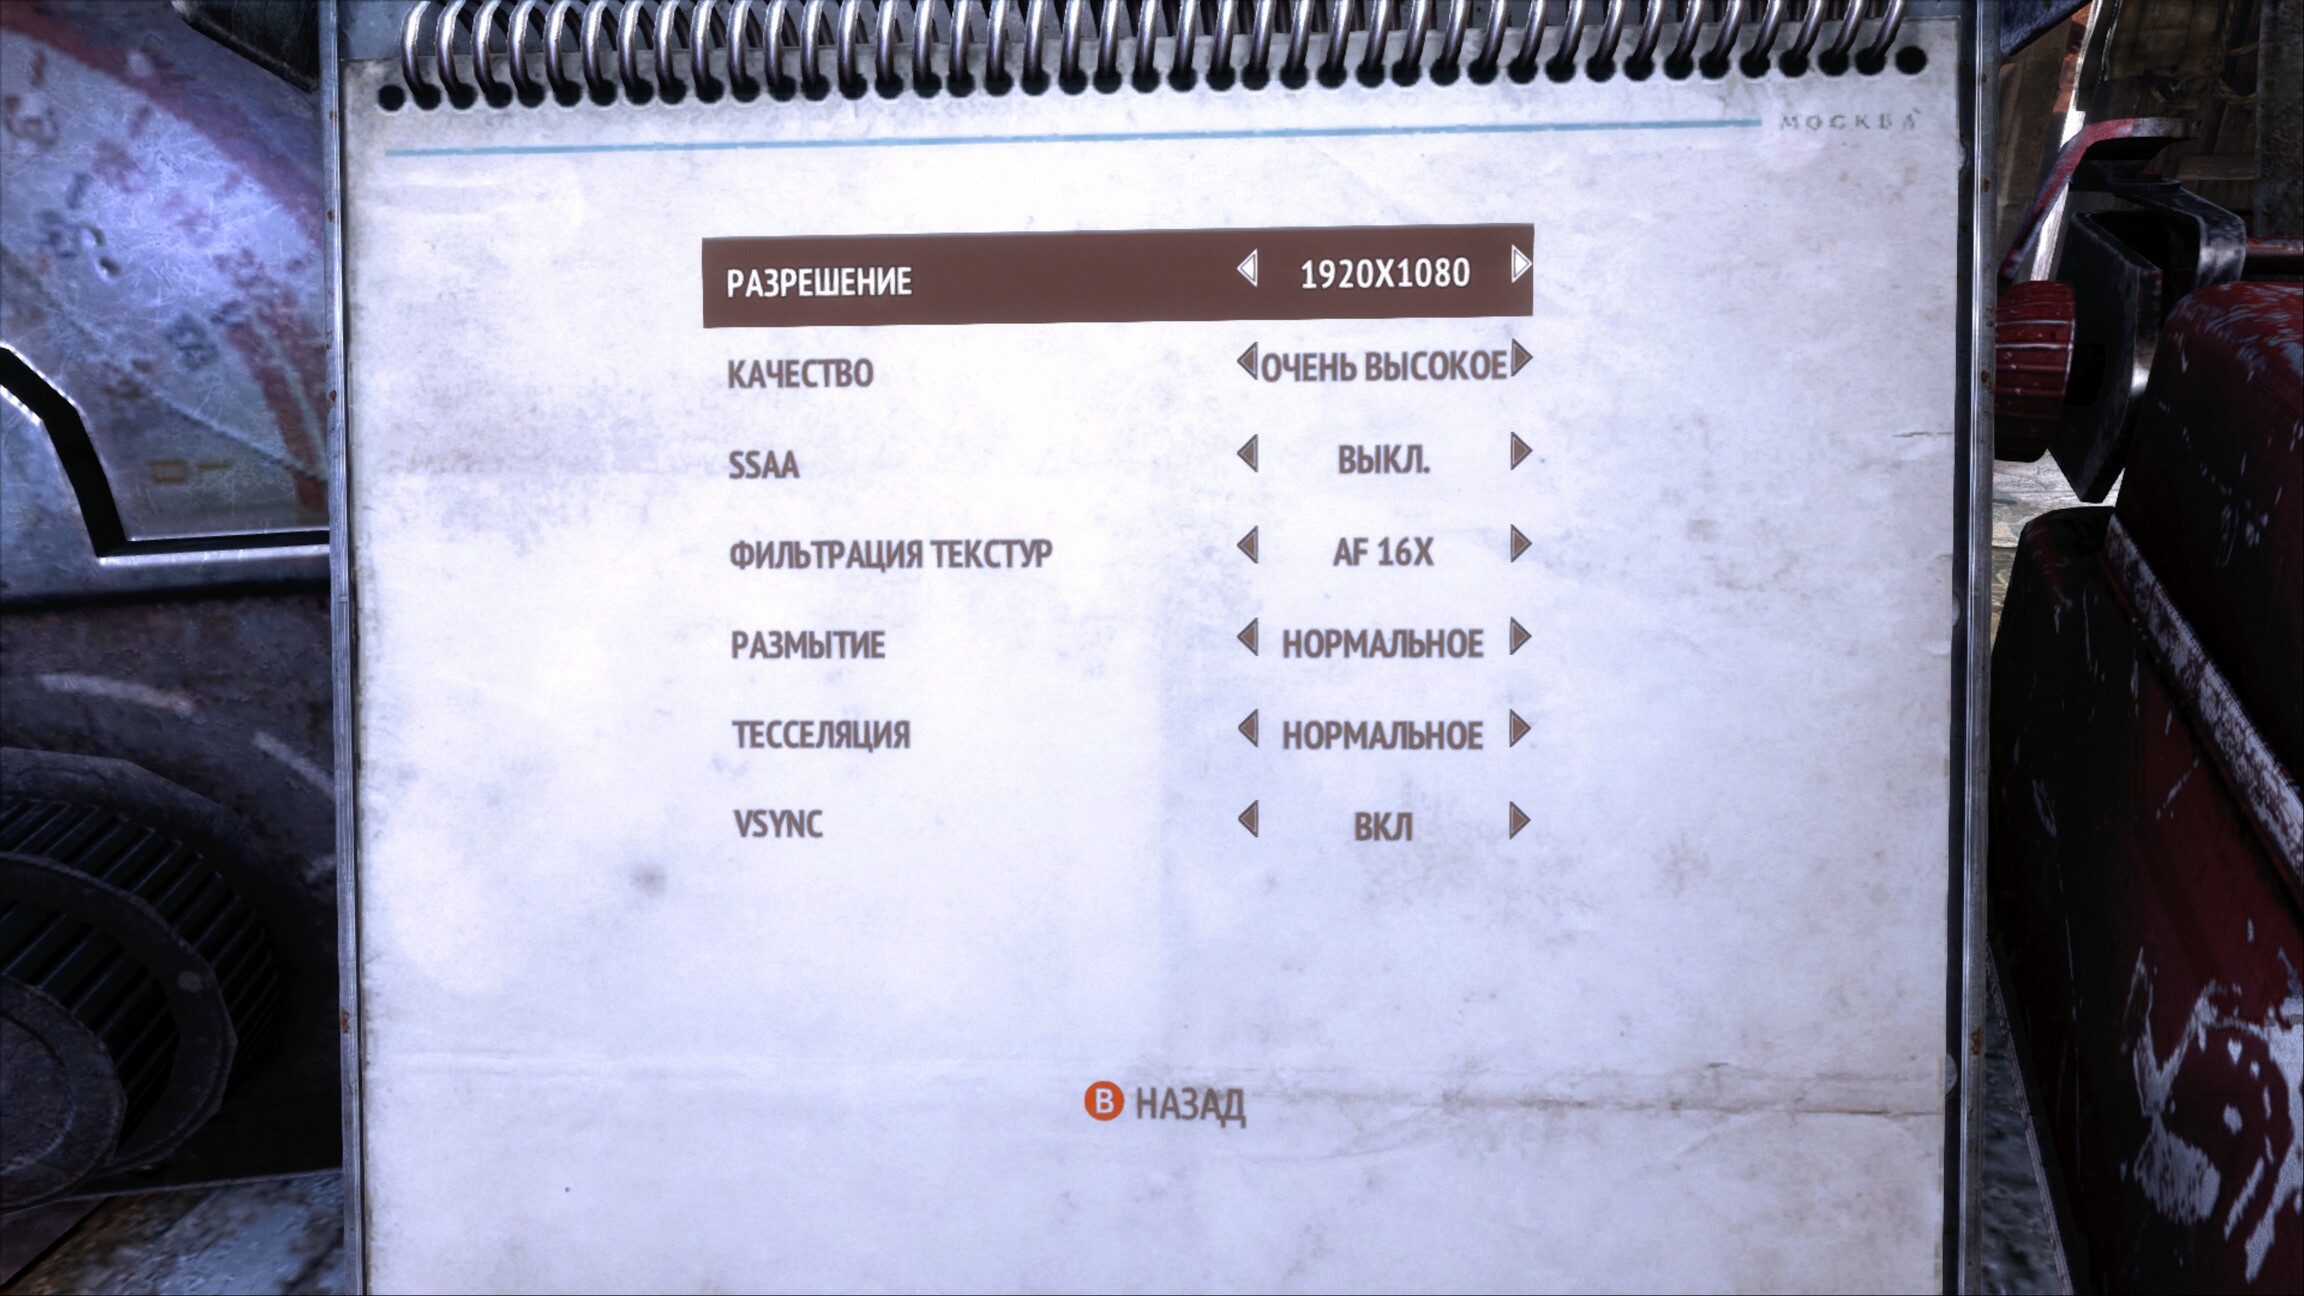 МОСКВА
РАЗРЕШЕНИЕ 1920X1080
КАЧЕСТВО ОЧЕНЬ ВЫСОКОЕ
SSAA ВЫКЛ.
ФИЛЬТРАЦИЯ ТЕКСТУР AF 16X
РАЗМЫТИЕ НОРМАЛЬНОЕ
ТЕССЕЛЯЦИЯ НОРМАЛЬНОЕ
VSYNC ВКЛ
B НАЗАД